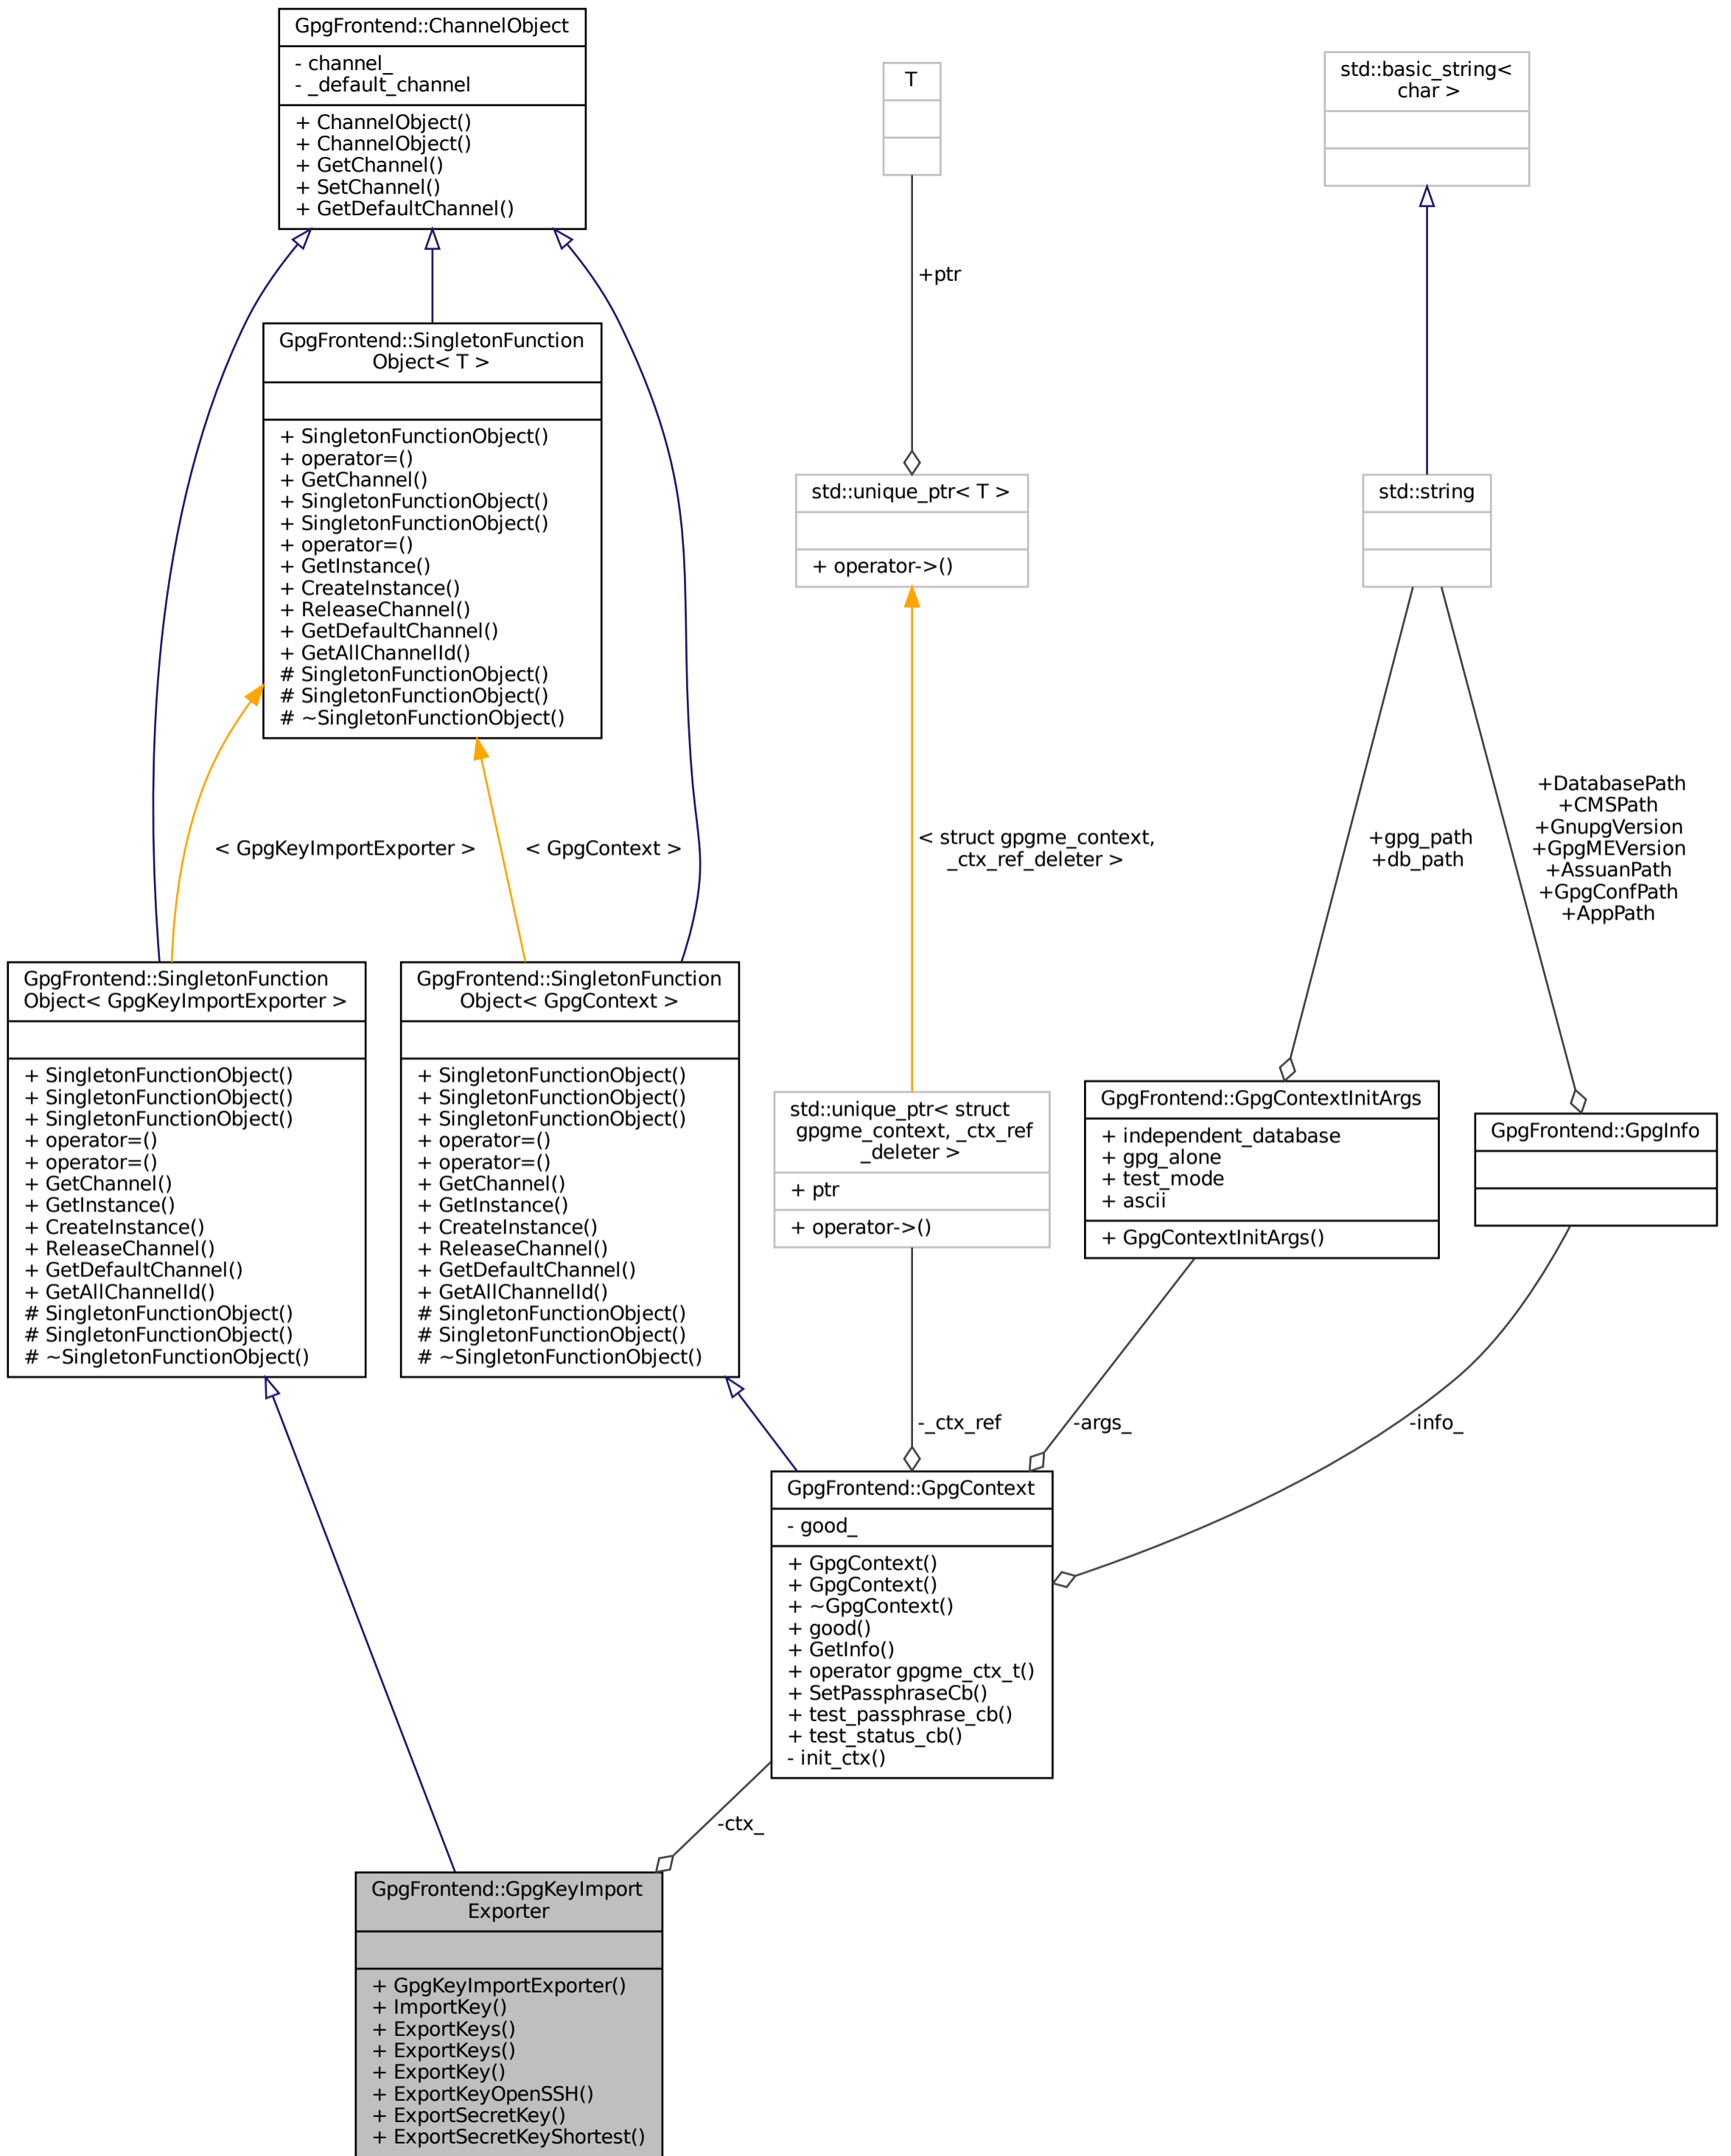 GpgFrontend::ChannelObject
- channel_
- _default_channel
+ ChannelObject()
+ ChannelObject()
+ GetChannel()
+ SetChannel()
+ GetDefaultChannel()
T
std::basic_string<
char >
+ptr
GpgFrontend::SingletonFunction
Object< T >
+ SingletonFunctionObject()
+ operator=()
+ GetChannel()
+ SingletonFunctionObject()
+ SingletonFunctionObject()
+ operator=()
+ GetInstance()
+ CreateInstance()
+ ReleaseChannel()
+ GetDefaultChannel()
+ GetAllChannelId()
# SingletonFunctionObject()
# SingletonFunctionObject()
# ~SingletonFunctionObject()
std::unique_ptr< T >
+ operator->()
std::string
< GpgKeyImportExporter >
< GpgContext >
< struct gpgme_context,
_ctx_ref_deleter >
+gpg_path
+db_path
+DatabasePath
+CMSPath
+GnupgVersion
+GpgMEVersion
+AssuanPath
+GpgConfPath
+AppPath
GpgFrontend::SingletonFunction
Object< GpgKeyImportExporter >
+ SingletonFunctionObject()
+ SingletonFunctionObject()
+ SingletonFunctionObject()
+ operator=()
+ operator=()
+ GetChannel()
+ GetInstance()
+ CreateInstance()
+ ReleaseChannel()
+ GetDefaultChannel()
+ GetAllChannelId()
# SingletonFunctionObject()
# SingletonFunctionObject()
# ~SingletonFunctionObject()
GpgFrontend::SingletonFunction
Object< GpgContext >
+ SingletonFunctionObject()
+ SingletonFunctionObject()
+ SingletonFunctionObject()
+ operator=()
+ operator=()
+ GetChannel()
+ GetInstance()
+ CreateInstance()
+ ReleaseChannel()
+ GetDefaultChannel()
+ GetAllChannelId()
# SingletonFunctionObject()
# SingletonFunctionObject()
# ~SingletonFunctionObject()
std::unique_ptr< struct
gpgme_context, _ctx_ref
_deleter >
+ ptr
+ operator->()
GpgFrontend::GpgContextInitArgs
+ independent_database
+ gpg_alone
+ test_mode
+ ascii
+ GpgContextInitArgs()
GpgFrontend::GpgInfo
-_ctx_ref
-args_
-info_
GpgFrontend::GpgContext
- good_
+ GpgContext()
+ GpgContext()
+ ~GpgContext()
+ good()
+ GetInfo()
+ operator gpgme_ctx_t()
+ SetPassphraseCb()
+ test_passphrase_cb()
+ test_status_cb()
- init_ctx()
-ctx_
GpgFrontend::GpgKeyImport
Exporter
+ GpgKeyImportExporter()
+ ImportKey()
+ ExportKeys()
+ ExportKeys()
+ ExportKey()
+ ExportKeyOpenSSH()
+ ExportSecretKey()
+ ExportSecretKeyShortest()